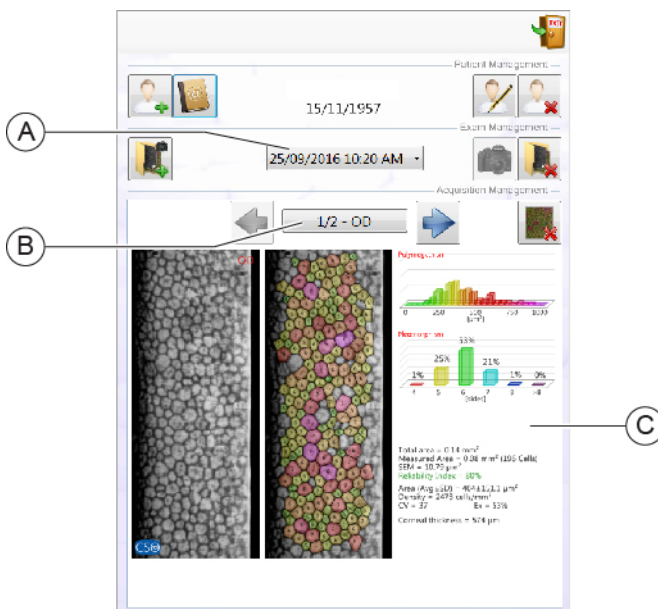 EXIT
Patient Management
15/11/1957
A
Exam Management
25/09/2016 10:20 AM
Acquisition Management
B
1/2 - OD
OD
Polymegethism
0 250 500 750 1000
[µm²]
Pleomorphism
1% 25% 53% 21% 1% 0%
4 5 6 7 8 >8
[sides]
C
Total area = 0.14 mm²
Measured Area = 0.08 mm² (196 Cells)
SEM = 10.79 µm²
Reliability Index = 80%
Area (Avg±SD) = 404±151.1 µm²
Density = 2473 cells/mm²
CV = 37 Ex = 53%
Corneal thickness = 574 µm
CSO